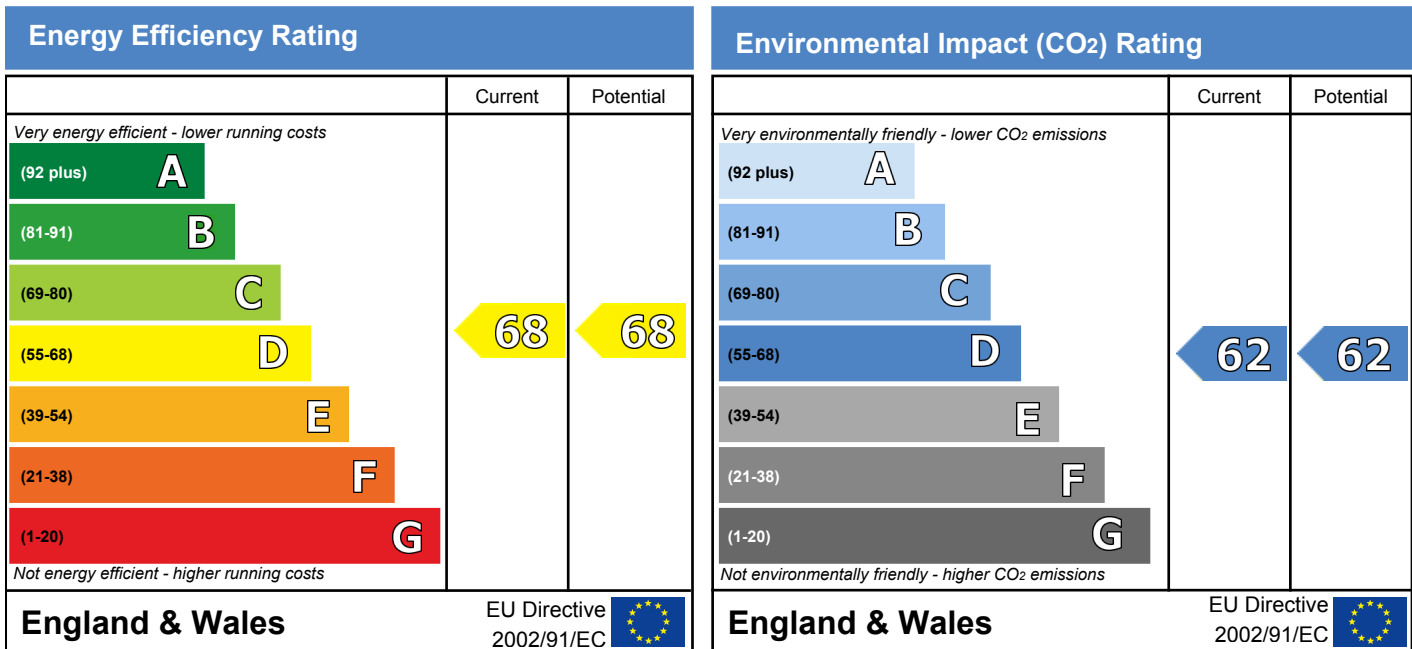 Energy Efficiency Rating
Current Potential
Very energy efficient - lower running costs
(92 plus) A
(81-91) B
(69-80) C
(55-68) D
(39-54) E
(21-38) F
(1-20) G
68 68
Not energy efficient - higher running costs
England & Wales
EU Directive
2002/91/EC
Environmental Impact (CO2) Rating
Current Potential
Very environmentally friendly - lower CO2 emissions
(92 plus) A
(81-91) B
(69-80) C
(55-68) D
(39-54) E
(21-38) F
(1-20) G
62 62
Not environmentally friendly - higher CO2 emissions
England & Wales
EU Directive
2002/91/EC